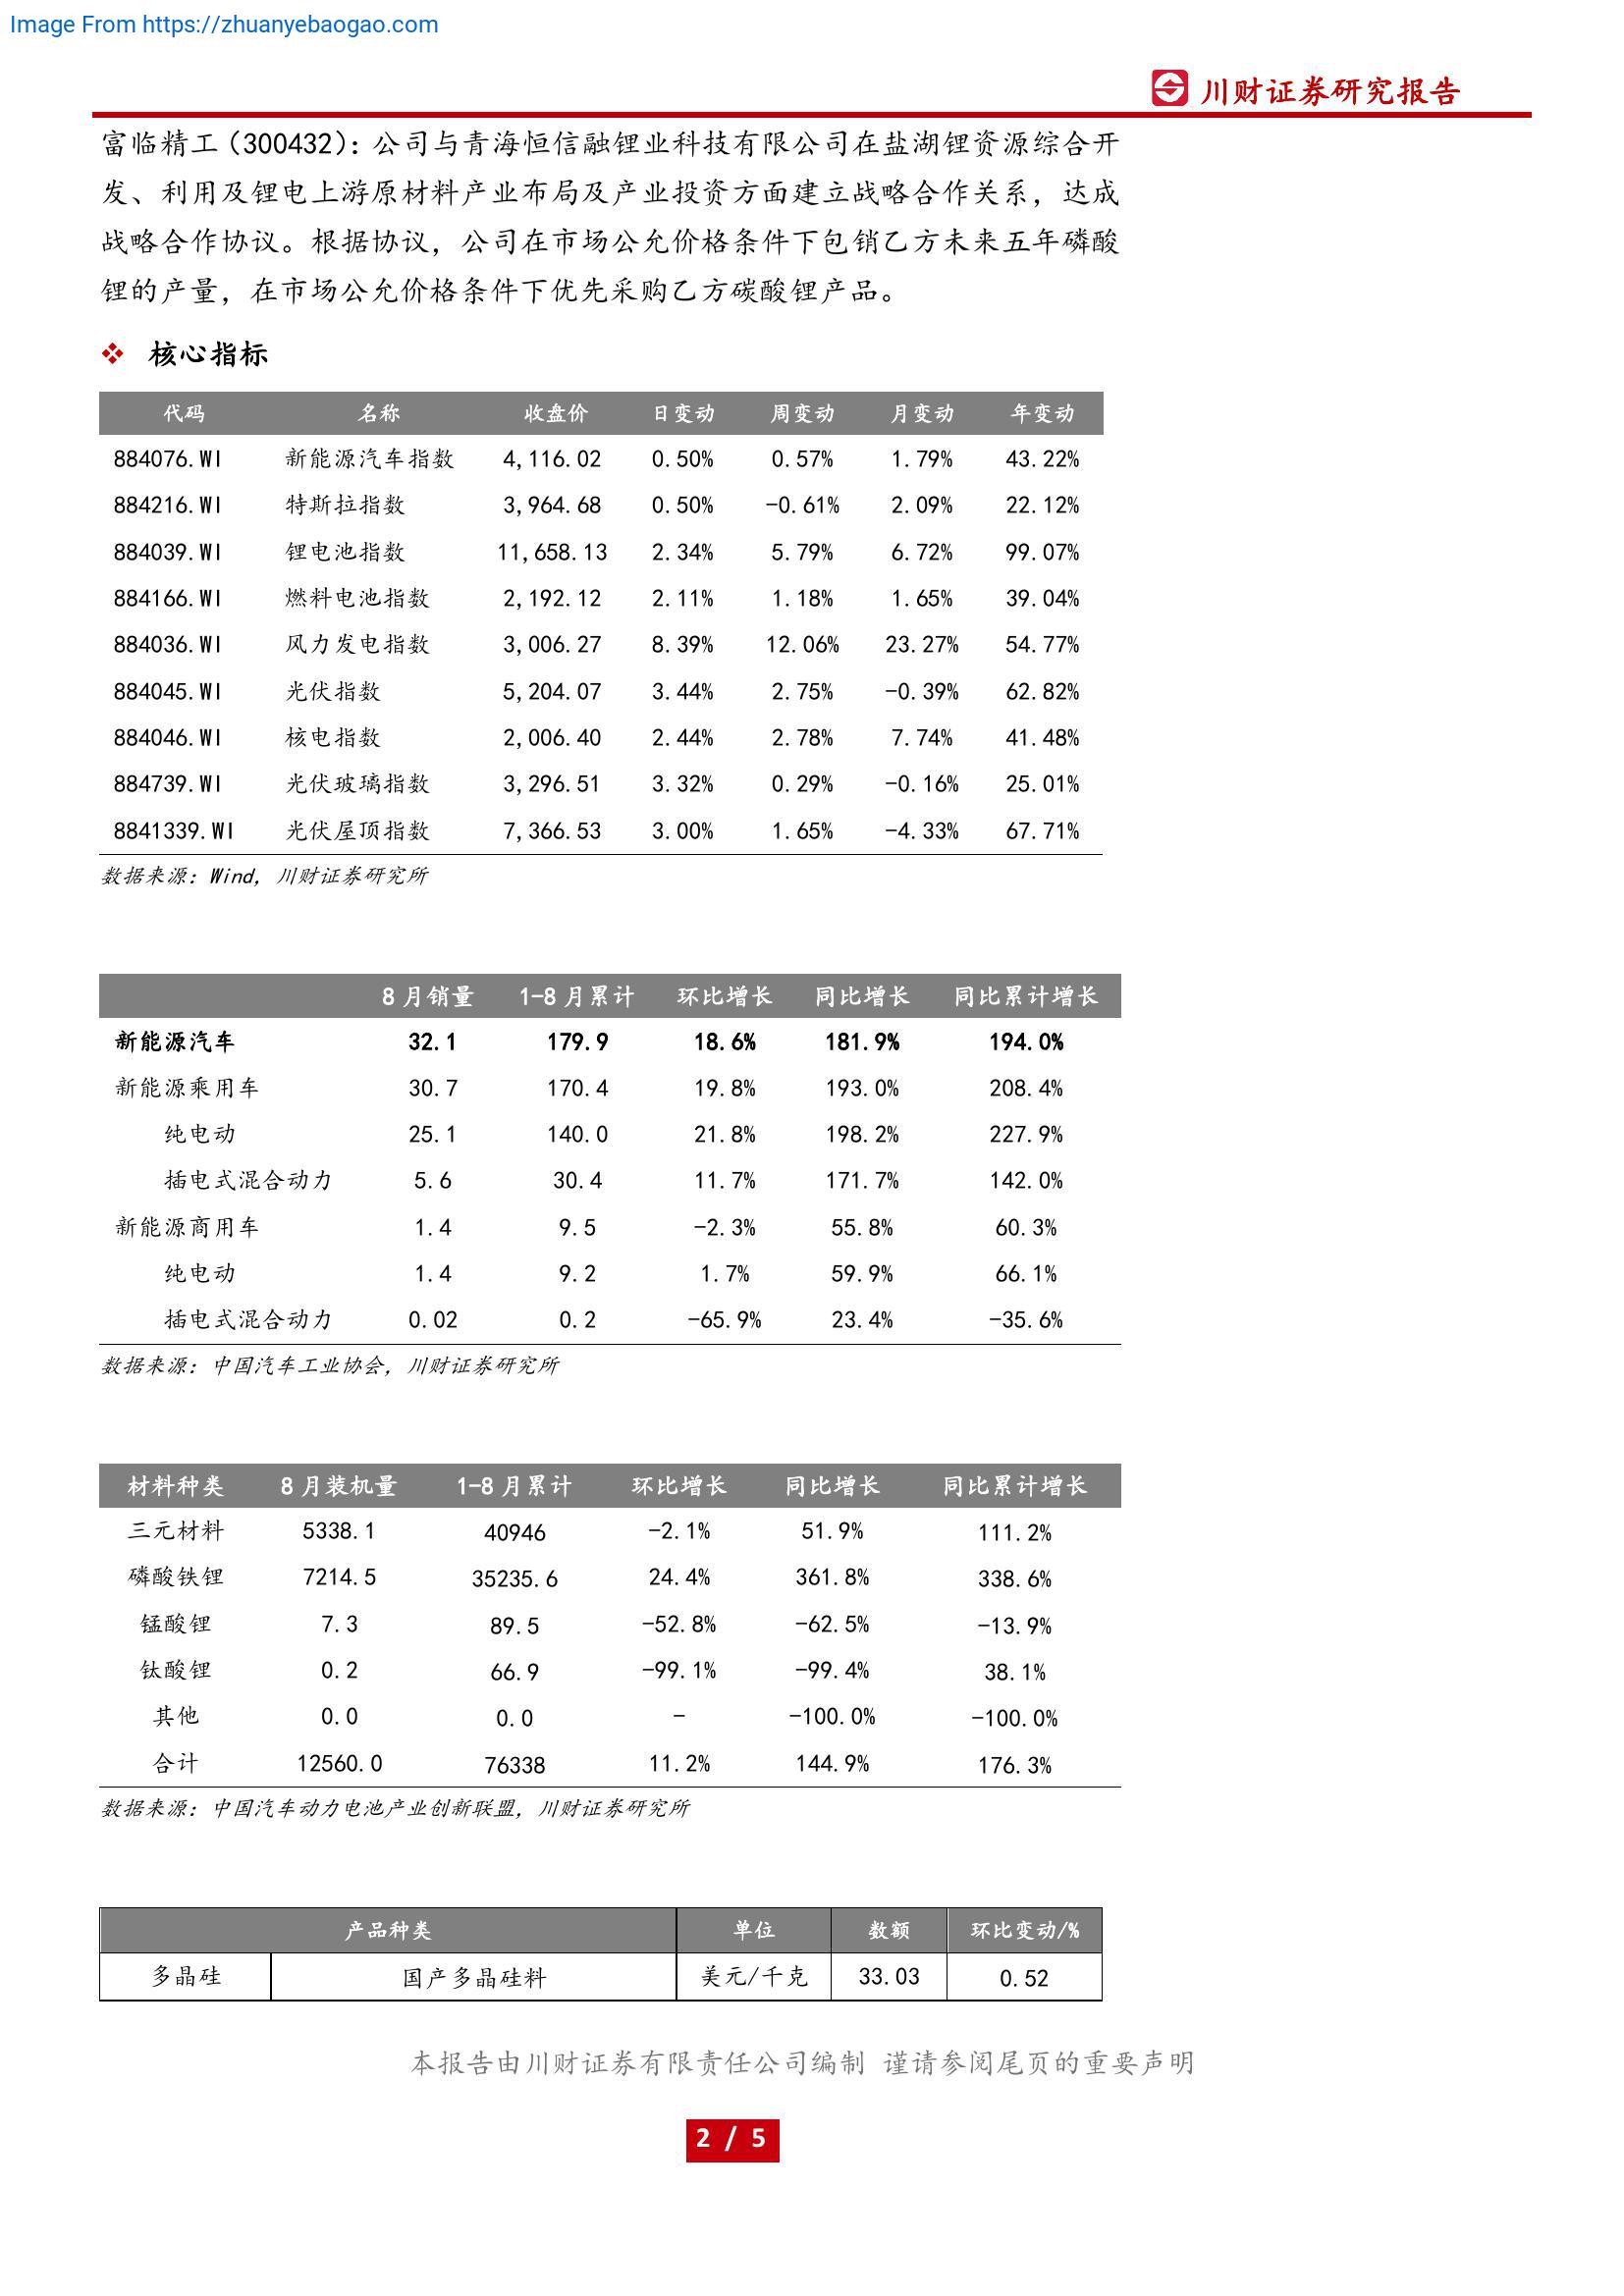 Image From https://zhuanyebaogao.com
川财证券研究报告
富临精工（300432）：公司与青海恒信融锂业科技有限公司在盐湖锂资源综合开
发、利用及锂电上游原材料产业布局及产业投资方面建立战略合作关系，达成
战略合作协议。根据协议，公司在市场公允价格条件下包销乙方未来五年磷酸
锂的产量，在市场公允价格条件下优先采购乙方碳酸锂产品。
❖ 核心指标
代码 名称 收盘价 日变动 周变动 月变动 年变动
884076.WI 新能源汽车指数 4,116.02 0.50% 0.57% 1.79% 43.22%
884216.WI 特斯拉指数 3,964.68 0.50% -0.61% 2.09% 22.12%
884039.WI 锂电池指数 11,658.13 2.34% 5.79% 6.72% 99.07%
884166.WI 燃料电池指数 2,192.12 2.11% 1.18% 1.65% 39.04%
884036.WI 风力发电指数 3,006.27 8.39% 12.06% 23.27% 54.77%
884045.WI 光伏指数 5,204.07 3.44% 2.75% -0.39% 62.82%
884046.WI 核电指数 2,006.40 2.44% 2.78% 7.74% 41.48%
884739.WI 光伏玻璃指数 3,296.51 3.32% 0.29% -0.16% 25.01%
8841339.WI 光伏屋顶指数 7,366.53 3.00% 1.65% -4.33% 67.71%
数据来源：Wind，川财证券研究所
8 月销量 1-8 月累计 环比增长 同比增长 同比累计增长
新能源汽车 32.1 179.9 18.6% 181.9% 194.0%
新能源乘用车 30.7 170.4 19.8% 193.0% 208.4%
纯电动 25.1 140.0 21.8% 198.2% 227.9%
插电式混合动力 5.6 30.4 11.7% 171.7% 142.0%
新能源商用车 1.4 9.5 -2.3% 55.8% 60.3%
纯电动 1.4 9.2 1.7% 59.9% 66.1%
插电式混合动力 0.02 0.2 -65.9% 23.4% -35.6%
数据来源：中国汽车工业协会，川财证券研究所
材料种类 8 月装机量 1-8 月累计 环比增长 同比增长 同比累计增长
三元材料 5338.1 40946 -2.1% 51.9% 111.2%
磷酸铁锂 7214.5 35235.6 24.4% 361.8% 338.6%
锰酸锂 7.3 89.5 -52.8% -62.5% -13.9%
钛酸锂 0.2 66.9 -99.1% -99.4% 38.1%
其他 0.0 0.0 - -100.0% -100.0%
合计 12560.0 76338 11.2% 144.9% 176.3%
数据来源：中国汽车动力电池产业创新联盟，川财证券研究所
产品种类 单位 数额 环比变动/%
多晶硅 国产多晶硅料 美元/千克 33.03 0.52
本报告由川财证券有限责任公司编制 谨请参阅尾页的重要声明
2 / 5